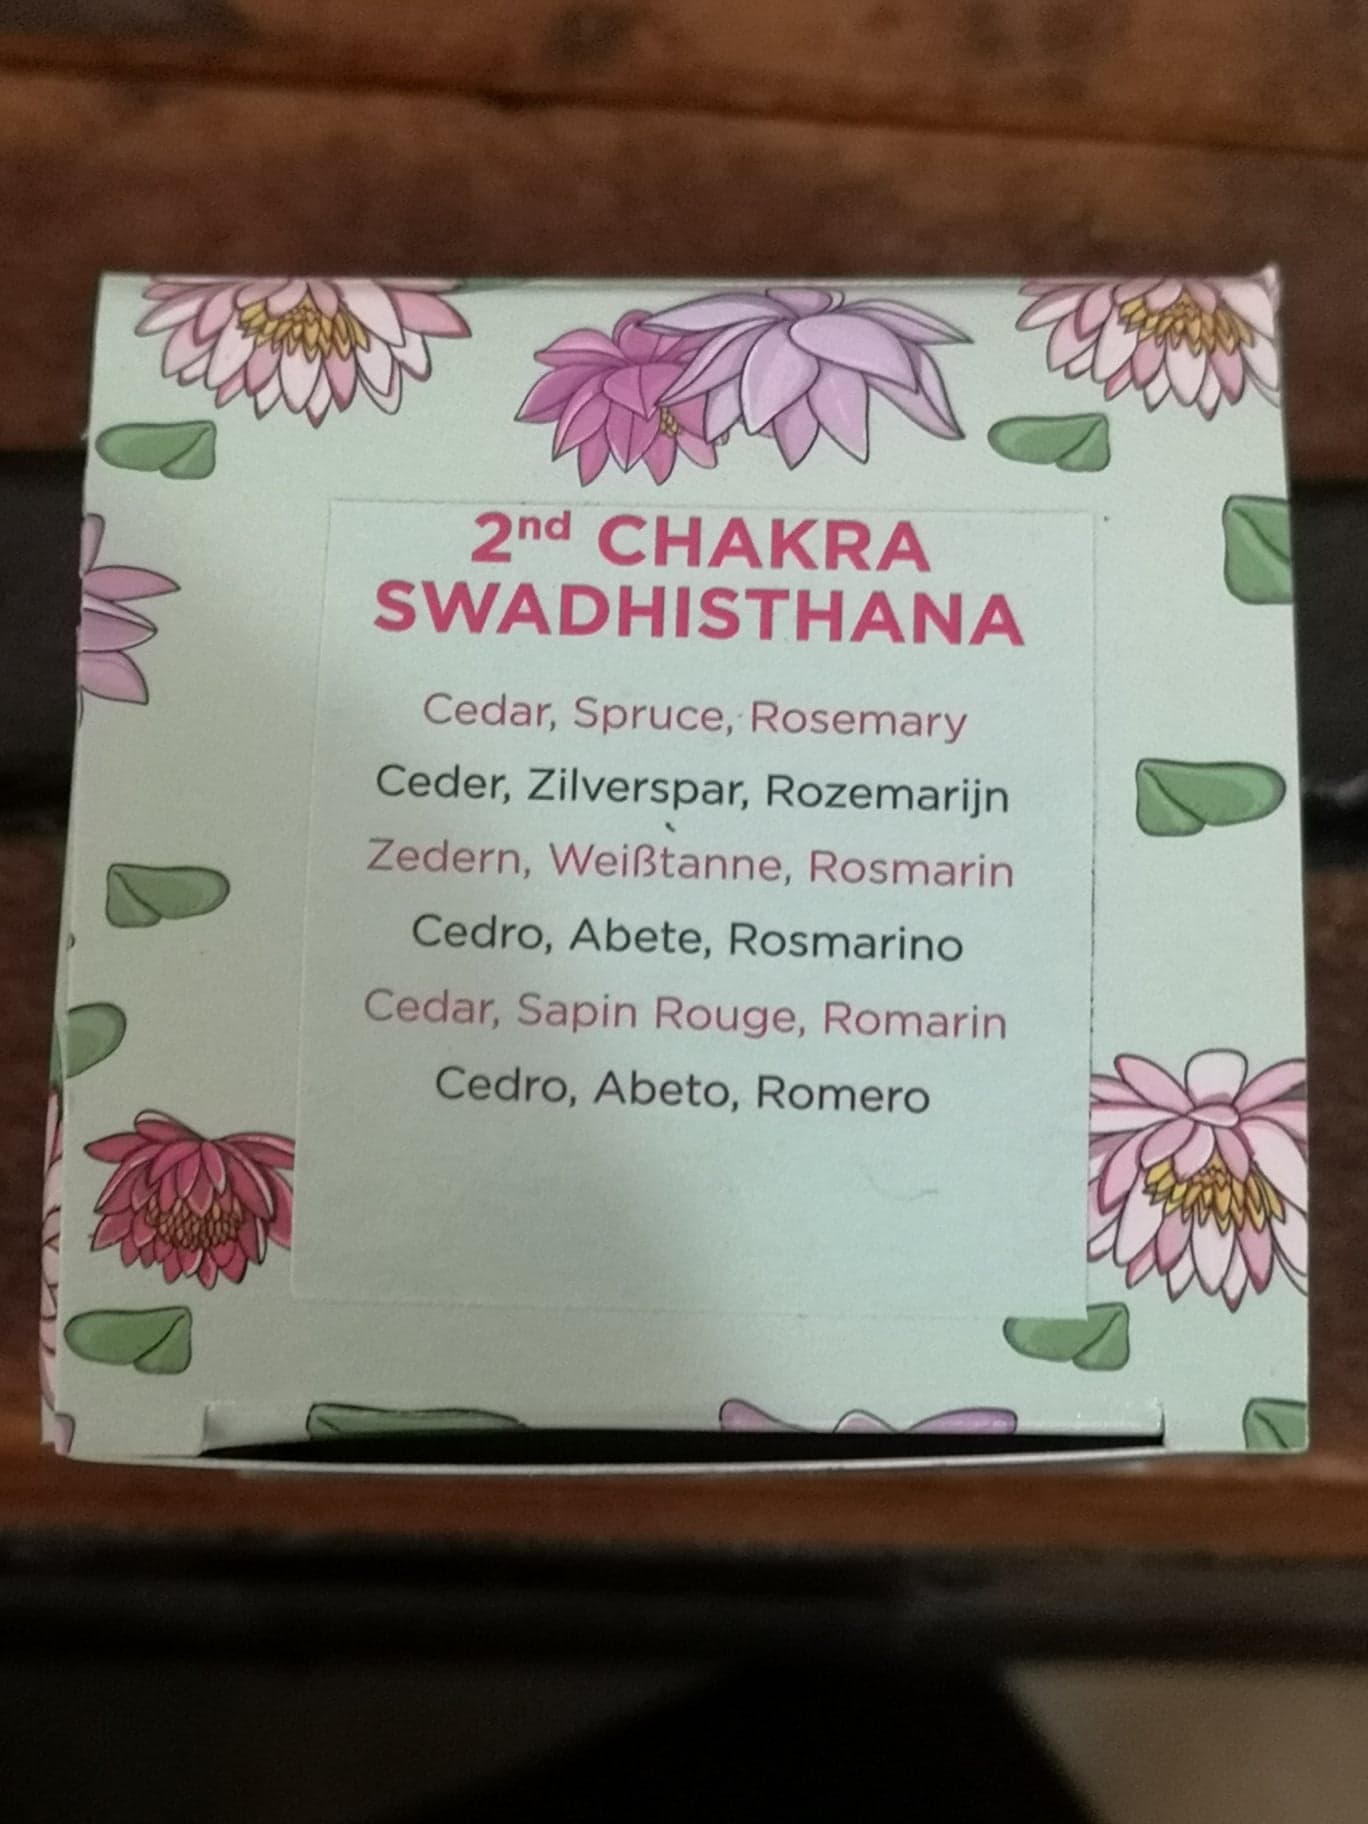 2nd CHAKRA
SWADHISTHANA
Cedar, Spruce, Rosemary
Ceder, Zilverspar, Rozemarijn
Zedern, Weißtanne, Rosmarin
Cedro, Abete, Rosmarino
Cedar, Sapin Rouge, Romarin
Cedro, Abeto, Romero